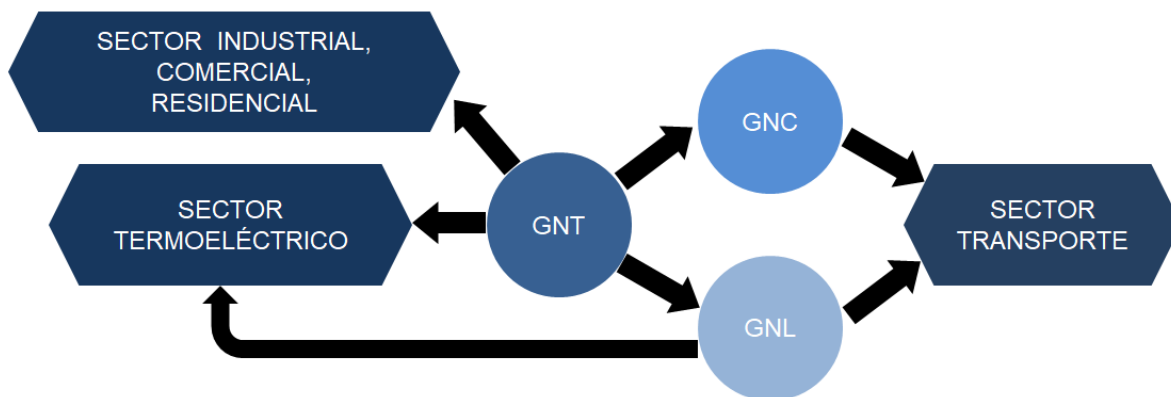 SECTOR INDUSTRIAL,
COMERCIAL,
RESIDENCIAL
GNC
SECTOR
TERMOELÉCTRICO
GNT
SECTOR
TRANSPORTE
GNL